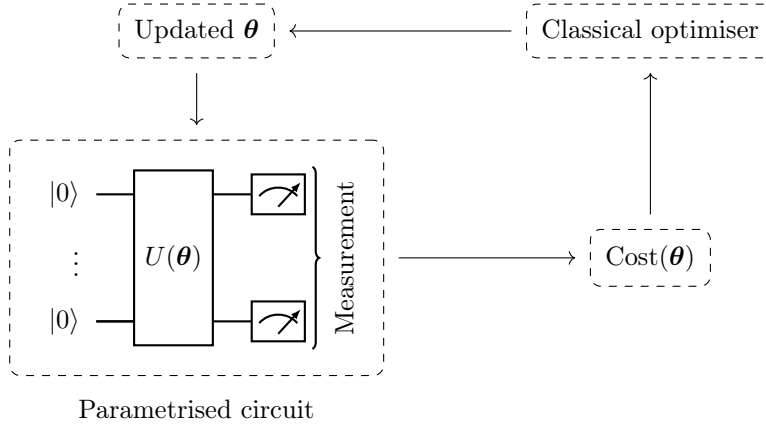 Updated θ
Classical optimiser
|0⟩
⋮
|0⟩
U(θ)
Measurement
Cost(θ)
Parametrised circuit